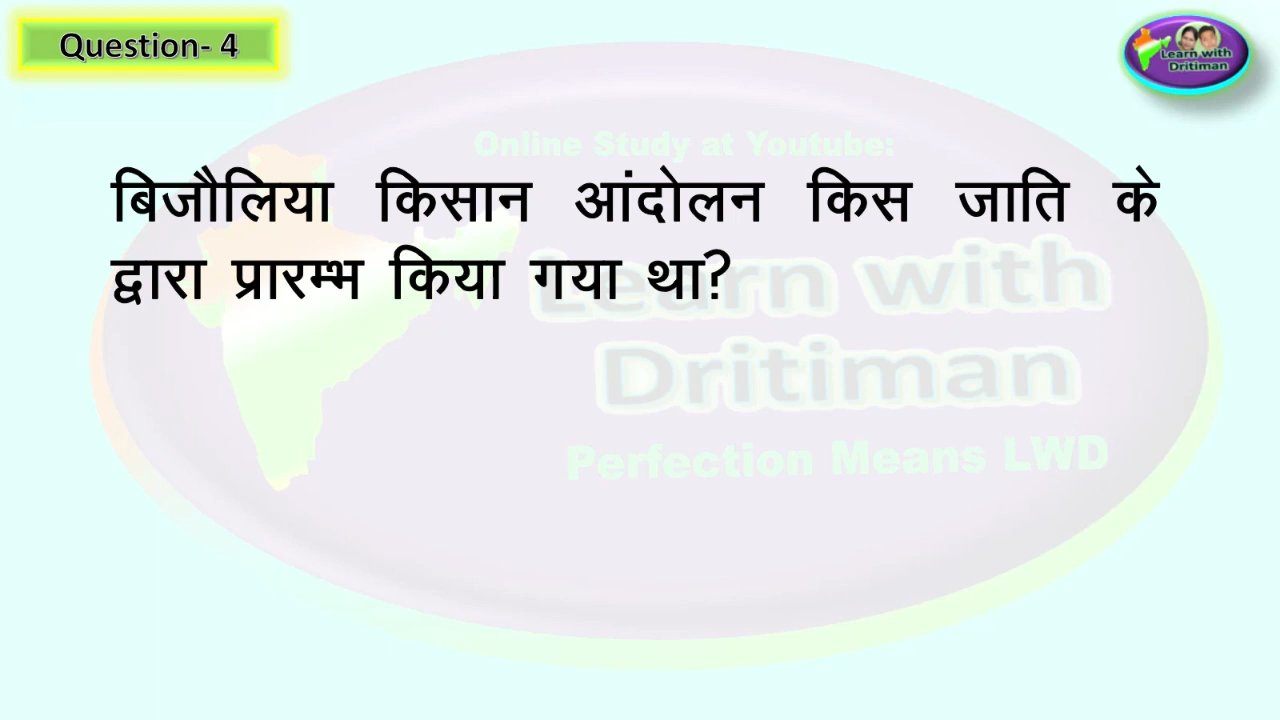 Question- 4
Learn with
Dritiman
Online Study at Youtube:
बिजौलिया किसान आंदोलन किस जाति के
द्वारा प्रारम्भ किया गया था?
Learn with
Dritiman
Perfection Means LWD